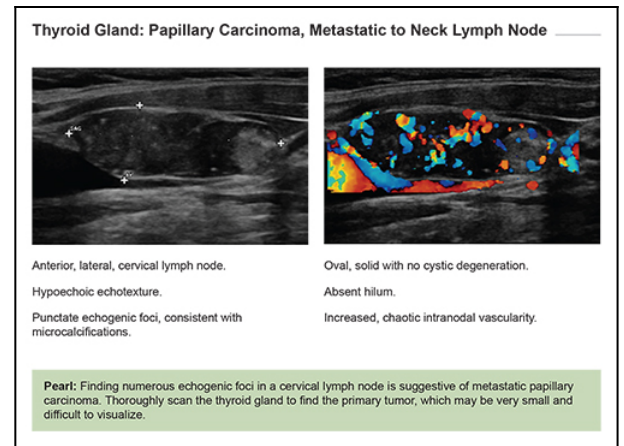 Thyroid Gland: Papillary Carcinoma, Metastatic to Neck Lymph Node
Anterior, lateral, cervical lymph node.
Hypoechoic echotexture.
Punctate echogenic foci, consistent with
microcalcifications.
Oval, solid with no cystic degeneration.
Absent hilum.
Increased, chaotic intranodal vascularity.
Pearl: Finding numerous echogenic foci in a cervical lymph node is suggestive of metastatic papillary
carcinoma. Thoroughly scan the thyroid gland to find the primary tumor, which may be very small and
difficult to visualize.